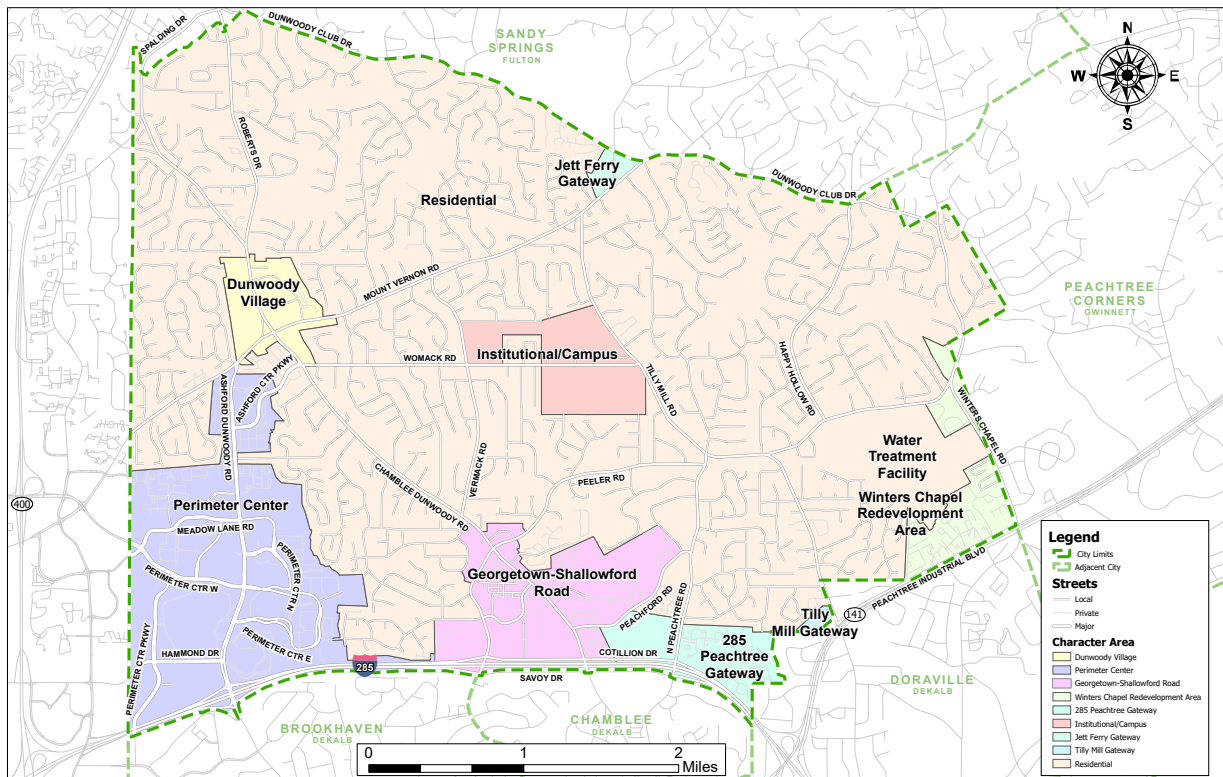 SPALDING DR
DUNWOODY CLUB DR
SANDY
SPRINGS
FULTON
N
W
E
S
ROBERTS DR
Jett Ferry
Gateway
DUNWOODY CLUB DR
Residential
Dunwoody
Village
MOUNT VERNON RD
PEACHTREE
CORNERS
GWINNETT
WOMACK RD
Institutional/Campus
ASHFORD CTR PKWY
ASHFORD DUNWOODY RD
TILLY MILL RD
HAPPY HOLLOW RD
WINTERS CHAPEL RD
Water
Treatment
Facility
CHAMBLEE DUNWOODY RD
VERMACK RD
PEELER RD
Winters Chapel
Redevelopment
Area
400
Perimeter Center
MEADOW LANE RD
PERIMETER CTR N
PERIMETER CTR W
Georgetown-Shallowford
Road
PEACHFORD RD
N PEACHTREE RD
PEACHTREE INDUSTRIAL BLVD
141
Tilly
Mill Gateway
285
Peachtree
Gateway
PERIMETER CTR PKWY
HAMMOND DR
PERIMETER CTR E
285
COTILLION DR
SAVOY DR
DORAVILLE
DEKALB
BROOKHAVEN
DEKALB
CHAMBLEE
DEKALB
0
1
2
Miles
Legend
City Limits
Adjacent City
Streets
Local
Private
Major
Character Area
Dunwoody Village
Perimeter Center
Georgetown-Shallowford Road
Winters Chapel Redevelopment Area
285 Peachtree Gateway
Institutional/Campus
Jett Ferry Gateway
Tilly Mill Gateway
Residential